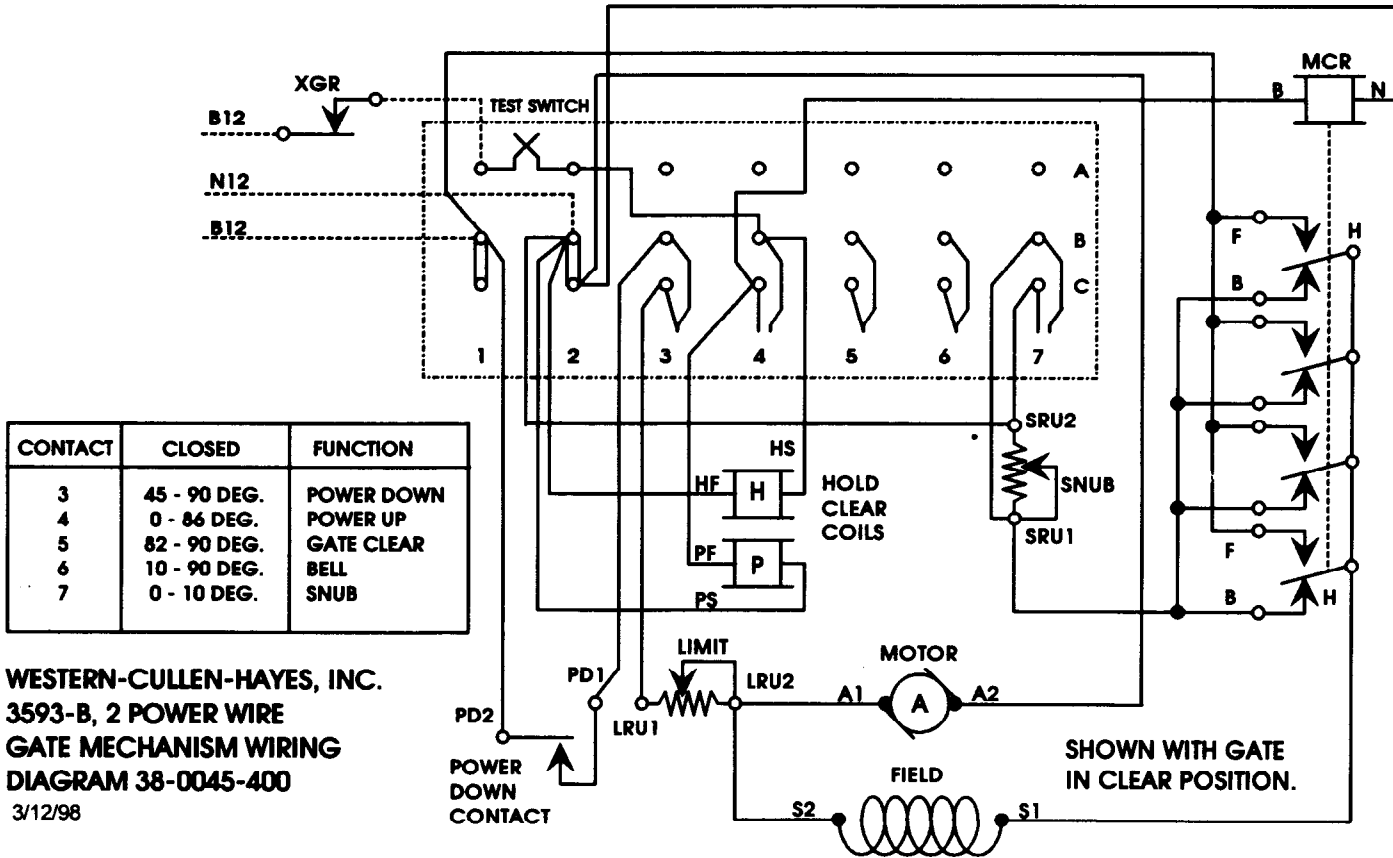 MCR
XGR
TEST SWITCH
B12
B
N
N12
B12
A
B
C
1
2
3
4
5
6
7
F
H
B
SRU2
SNUB
SRU1
F
B
H
HS
HF
H
HOLD
CLEAR
COILS
PF
P
PS
CONTACT CLOSED FUNCTION
3 45 - 90 DEG. POWER DOWN
4 0 - 86 DEG. POWER UP
5 82 - 90 DEG. GATE CLEAR
6 10 - 90 DEG. BELL
7 0 - 10 DEG. SNUB
WESTERN-CULLEN-HAYES, INC.
3593-B, 2 POWER WIRE
GATE MECHANISM WIRING
DIAGRAM 38-0045-400
3/12/98
PD2
PD1
POWER
DOWN
CONTACT
LIMIT
LRU1
LRU2
MOTOR
A1
A
A2
FIELD
S2
S1
SHOWN WITH GATE
IN CLEAR POSITION.